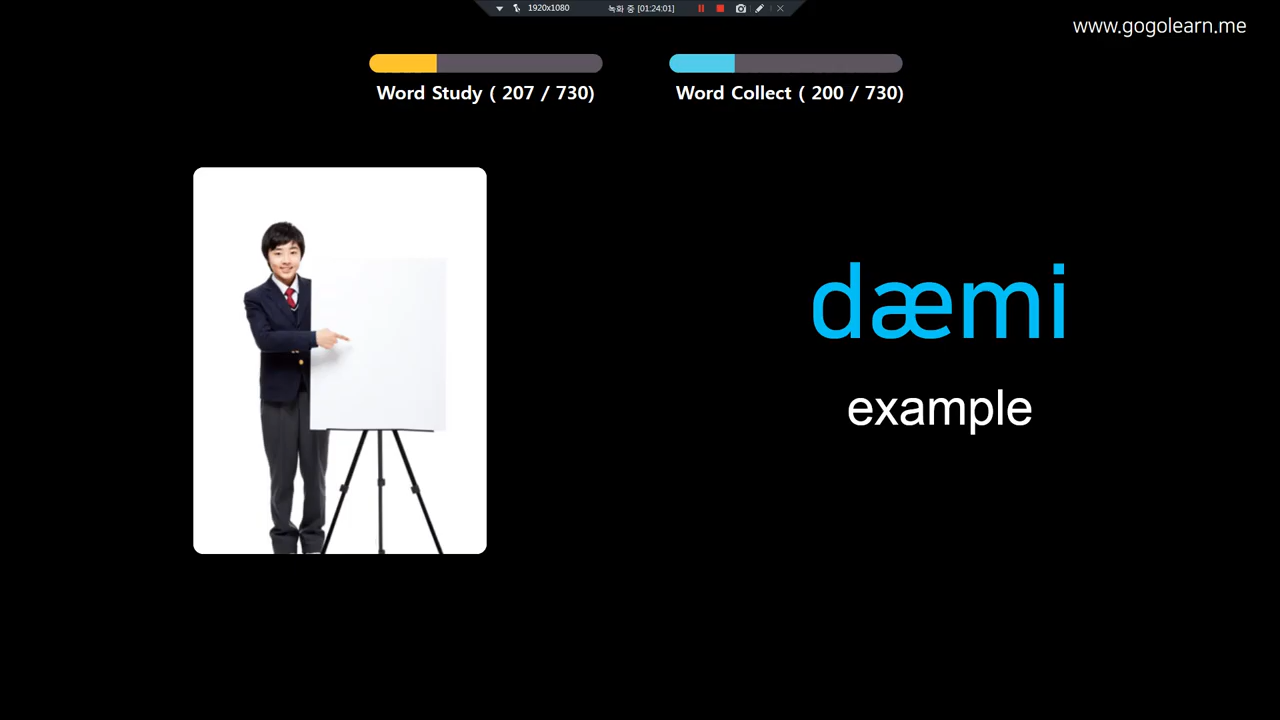 1920x1080 녹화 중 [01:24:01]
www.gogolearn.me
Word Study ( 207 / 730) Word Collect ( 200 / 730)
dæmi
example